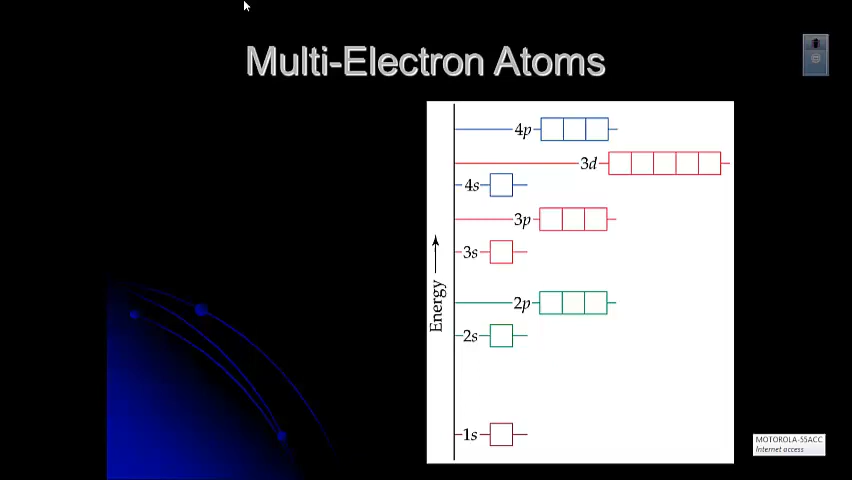 Multi-Electron Atoms
4p
3d
4s
3p
3s
Energy
2p
2s
1s
MOTOROLA-55ACC
Internet access